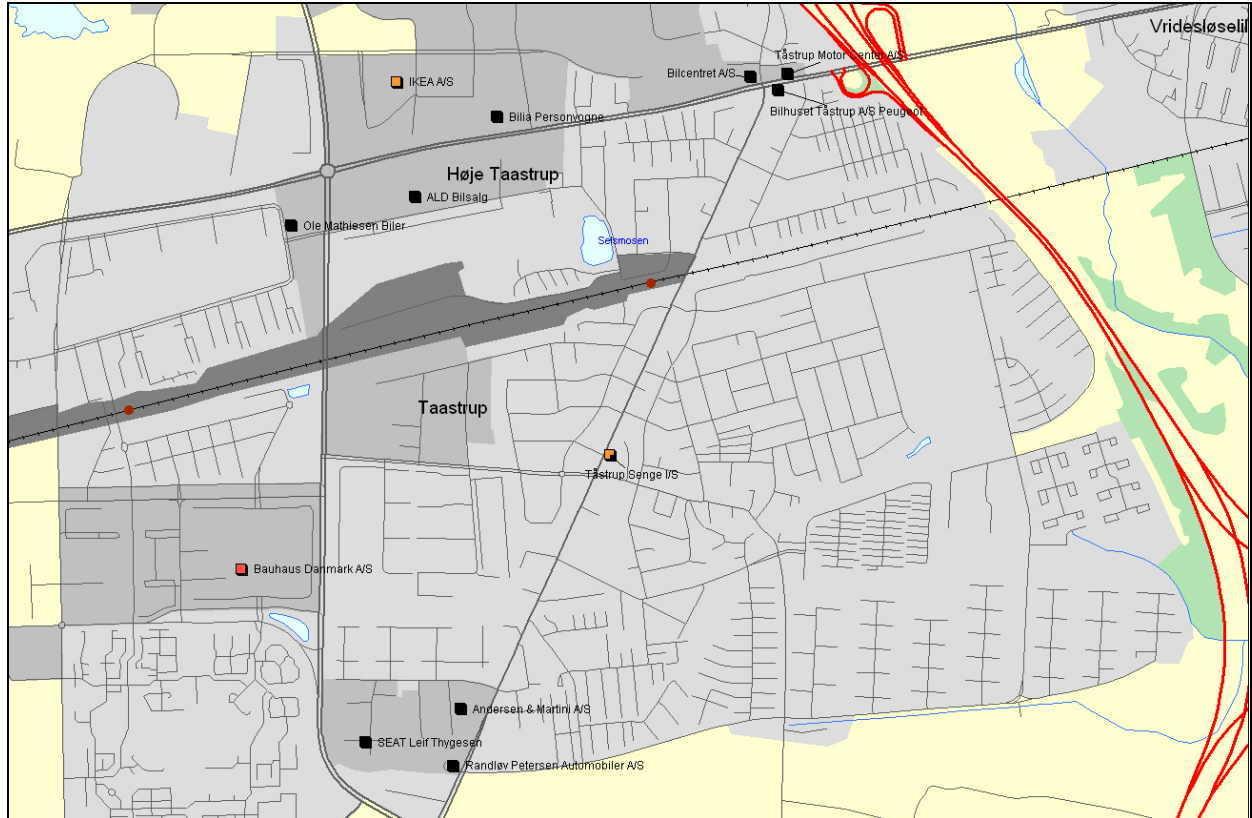 Vridesløselil
Tåstrup Motor Center A/S
Bilcentret A/S
IKEA A/S
Bilhuset Tåstrup A/S Peugeot
Bilia Personvogne
Høje Taastrup
ALD Bilsalg
Ole Mathiesen Biler
Selsmosen
Taastrup
Tåstrup Senge I/S
Bauhaus Danmark A/S
Andersen & Martini A/S
SEAT Leif Thygesen
Randløv Petersen Automobiler A/S